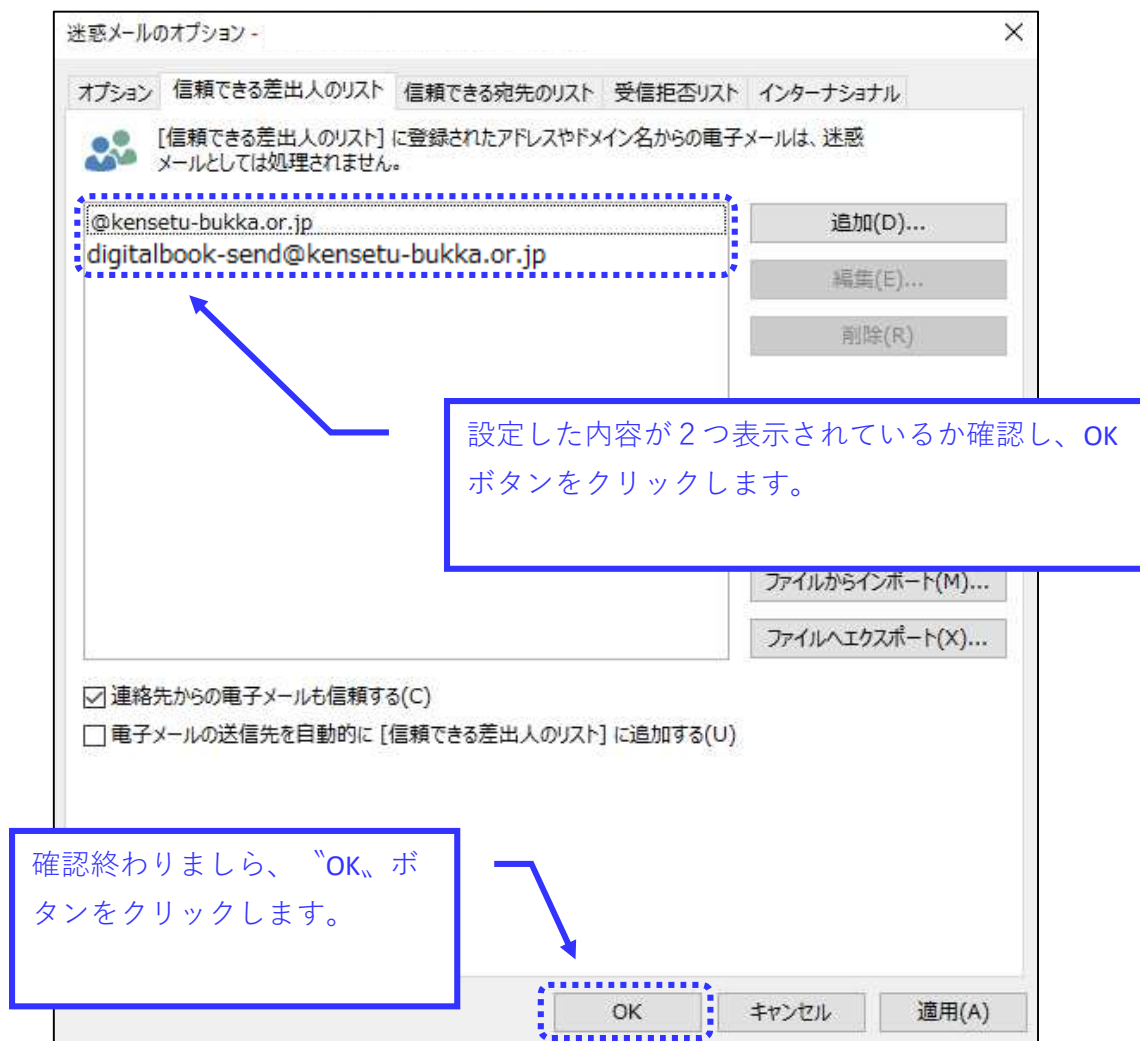 迷惑メールのオプション -
オプション 信頼できる差出人のリスト 信頼できる宛先のリスト 受信拒否リスト インターナショナル
[信頼できる差出人のリスト] に登録されたアドレスやドメイン名からの電子メールは、迷惑
メールとしては処理されません。
@kensetu-bukka.or.jp
digitalbook-send@kensetu-bukka.or.jp
追加(D)...
編集(E)...
削除(R)
設定した内容が２つ表示されているか確認し、OK
ボタンをクリックします。
ファイルからインポート(M)...
ファイルへエクスポート(X)...
連絡先からの電子メールも信頼する(C)
電子メールの送信先を自動的に [信頼できる差出人のリスト] に追加する(U)
確認終わりましら、〝OK〟ボ
タンをクリックします。
OK キャンセル 適用(A)